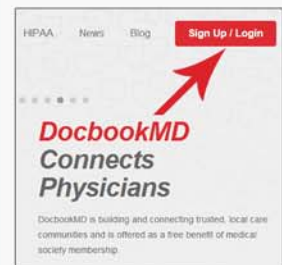 HIPAA News Blog Sign Up / Login
DocbookMD
Connects
Physicians
DocbookMD is building and connecting trusted, local care
communities and is offered as a free benefit of medical
society membership.